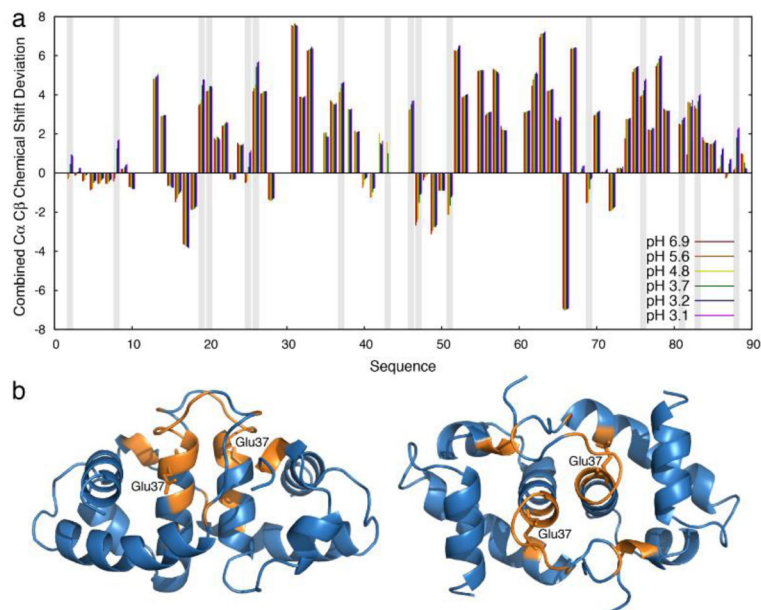 a
Combined Cα Cβ Chemical Shift Deviation
8
6
4
2
0
-2
-4
-6
-8
pH 6.9
pH 5.6
pH 4.8
pH 3.7
pH 3.2
pH 3.1
0 10 20 30 40 50 60 70 80 90
Sequence
b
Glu37
Glu37
Glu37
Glu37